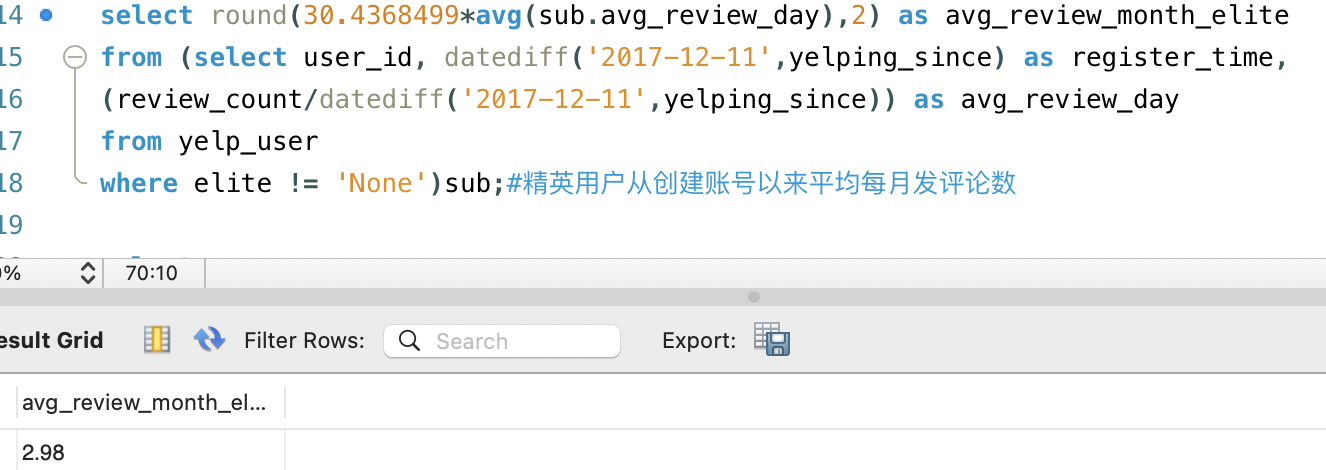 14 select round(30.4368499*avg(sub.avg_review_day),2) as avg_review_month_elite
15 from (select user_id, datediff('2017-12-11',yelping_since) as register_time,
16 (review_count/datediff('2017-12-11',yelping_since)) as avg_review_day
17 from yelp_user
18 where elite != 'None')sub;#精英用户从创建账号以来平均每月发评论数
19
% 70:10
esult Grid Filter Rows: Search Export:
avg_review_month_el...
2.98